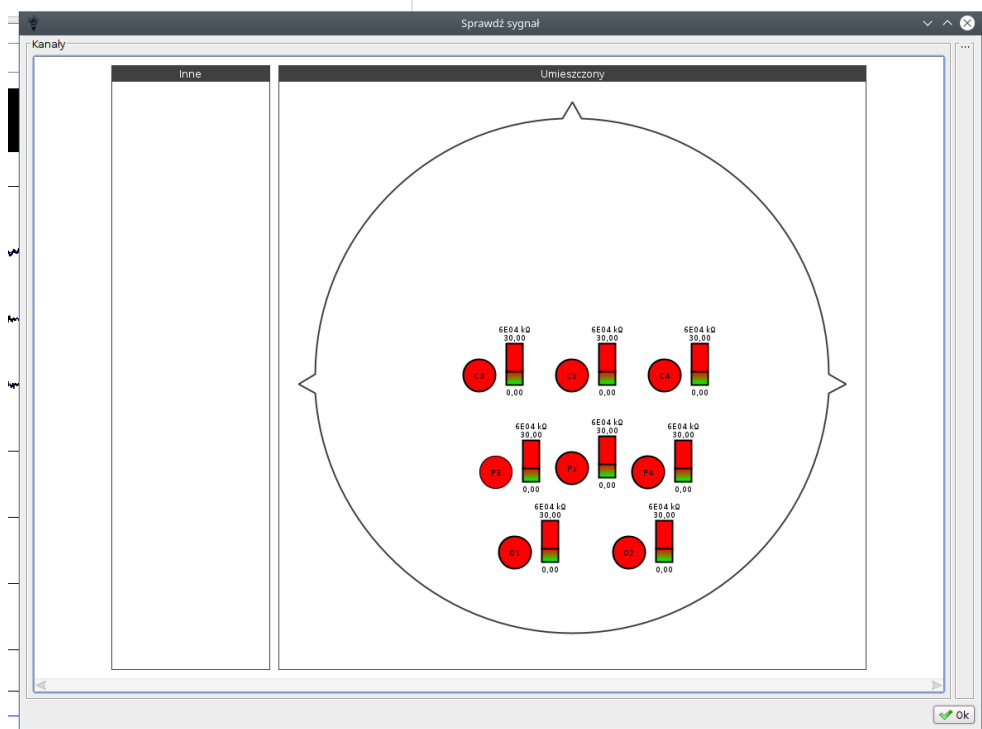 Sprawdź sygnał
Kanały
...
Inne
Umieszczony
6E04 kΩ
30,00
C3
0,00
6E04 kΩ
30,00
Cz
0,00
6E04 kΩ
30,00
C4
0,00
6E04 kΩ
30,00
P3
0,00
6E04 kΩ
30,00
Pz
0,00
6E04 kΩ
30,00
P4
0,00
6E04 kΩ
30,00
O1
0,00
6E04 kΩ
30,00
O2
0,00
Ok